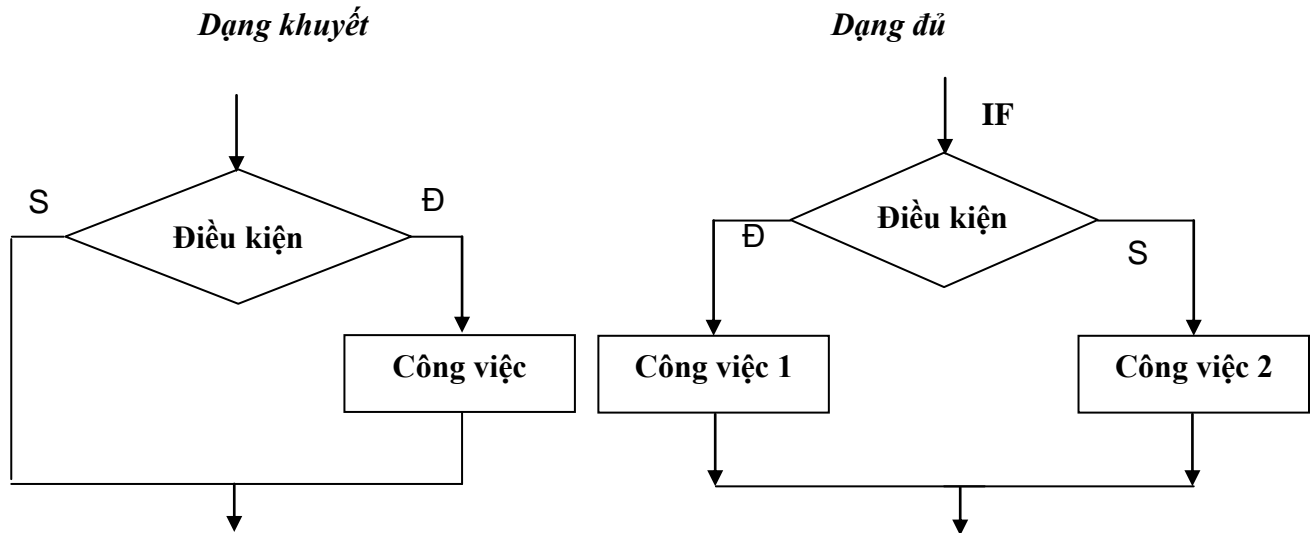 Dạng khuyết
Dạng đủ
IF
S
Đ
Điều kiện
Điều kiện
Đ
S
Công việc
Công việc 1
Công việc 2